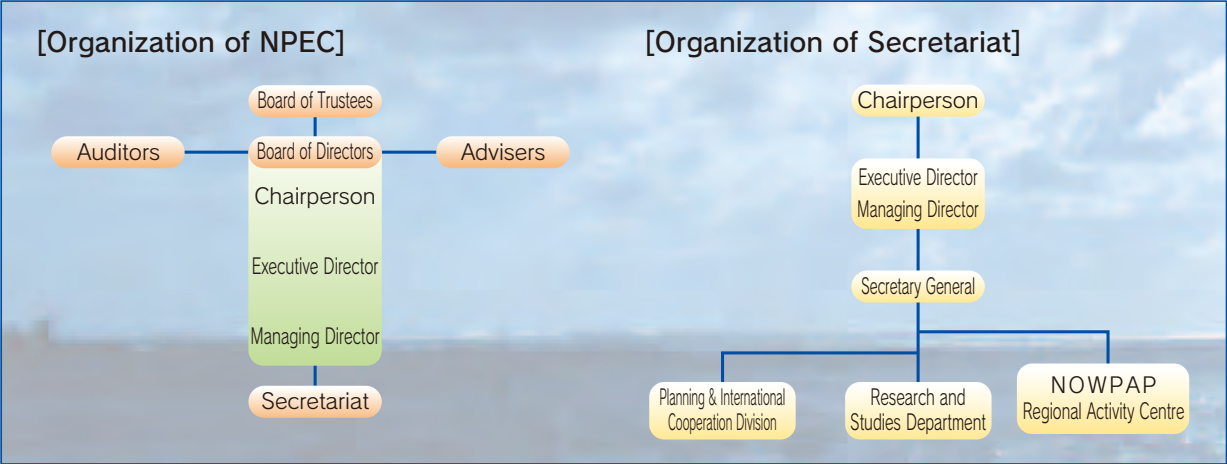 [Organization of NPEC]
Board of Trustees
Auditors
Board of Directors
Advisers
Chairperson
Executive Director
Managing Director
Secretariat
[Organization of Secretariat]
Chairperson
Executive Director
Managing Director
Secretary General
Planning & International
Cooperation Division
Research and
Studies Department
NOWPAP
Regional Activity Centre